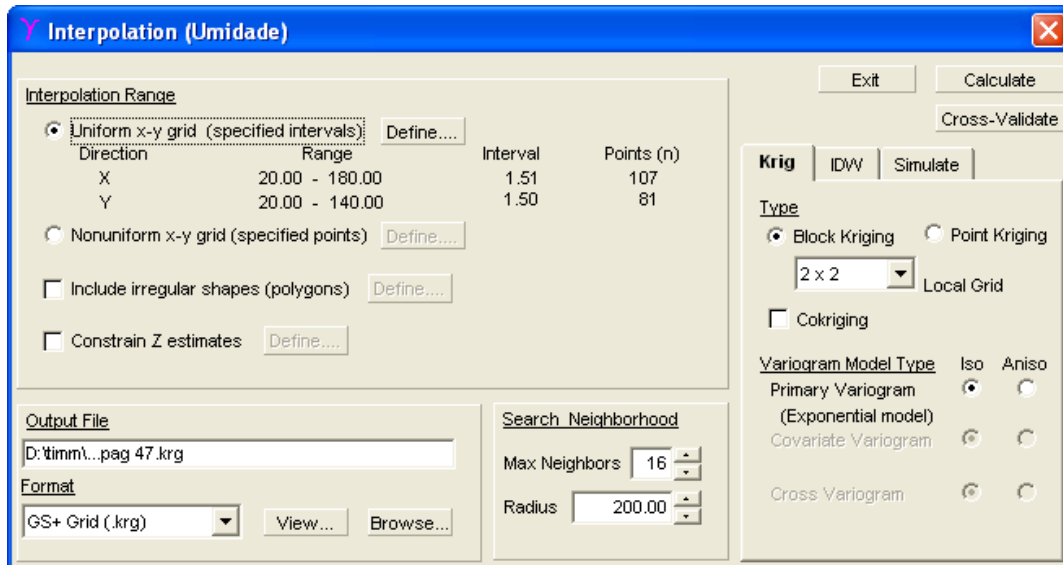 Interpolation (Umidade)
Exit Calculate
Cross-Validate
Interpolation Range
Uniform x-y grid (specified intervals) Define....
Direction Range Interval Points (n)
X 20.00 - 180.00 1.51 107
Y 20.00 - 140.00 1.50 81
Nonuniform x-y grid (specified points) Define....
Include irregular shapes (polygons) Define....
Constrain Z estimates Define....
Krig IDW Simulate
Type
Block Kriging Point Kriging
2 x 2 Local Grid
Cokriging
Variogram Model Type Iso Aniso
Primary Variogram
(Exponential model)
Covariate Variogram
Cross Variogram
Output File
D:\timm\...pag 47.krg
Format
GS+ Grid (.krg) View... Browse...
Search Neighborhood
Max Neighbors 16
Radius 200.00